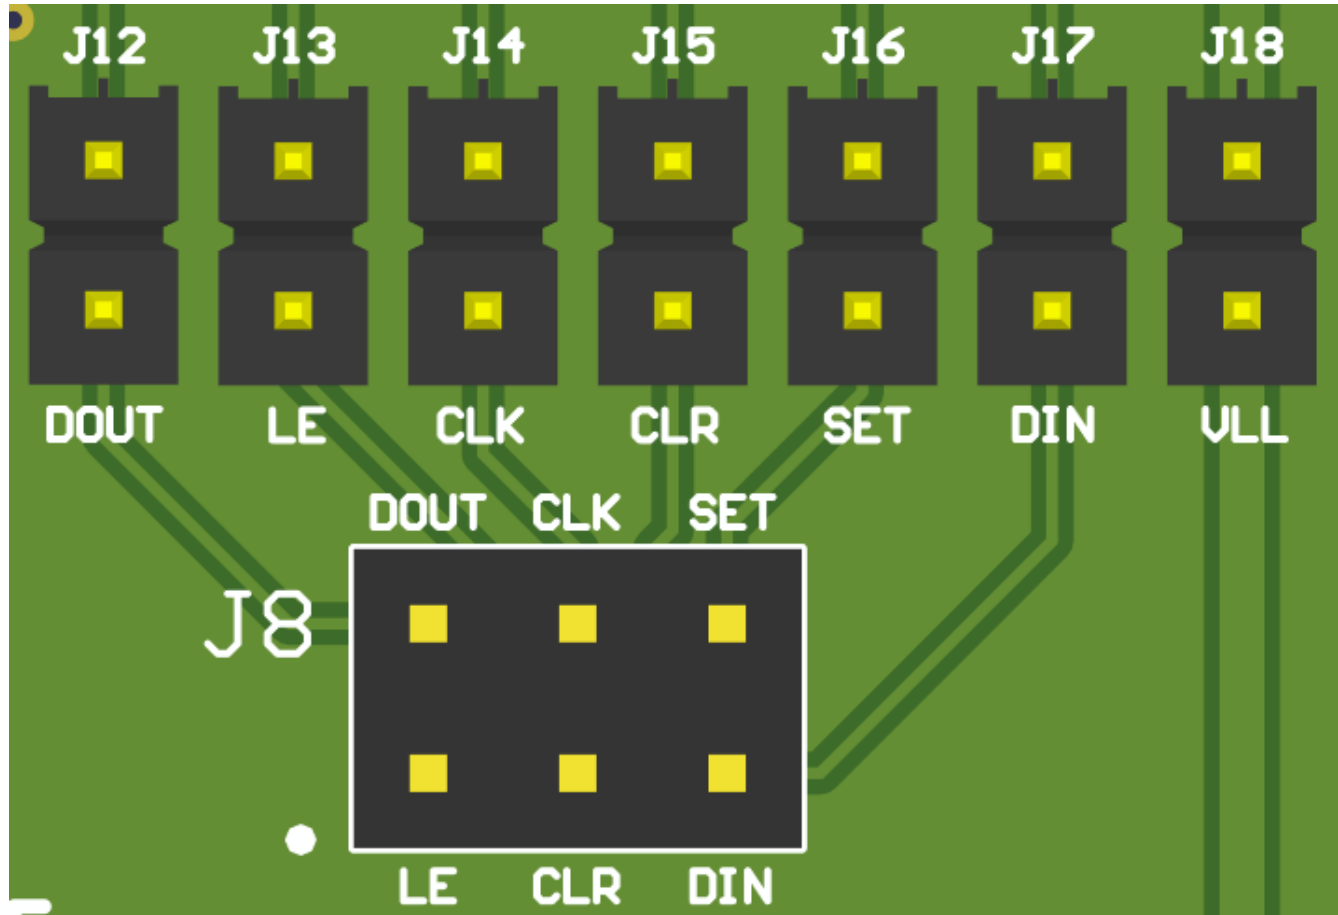 J12 J13 J14 J15 J16 J17 J18
DOUT LE CLK CLR SET DIN VLL
DOUT CLK SET
J8
LE CLR DIN